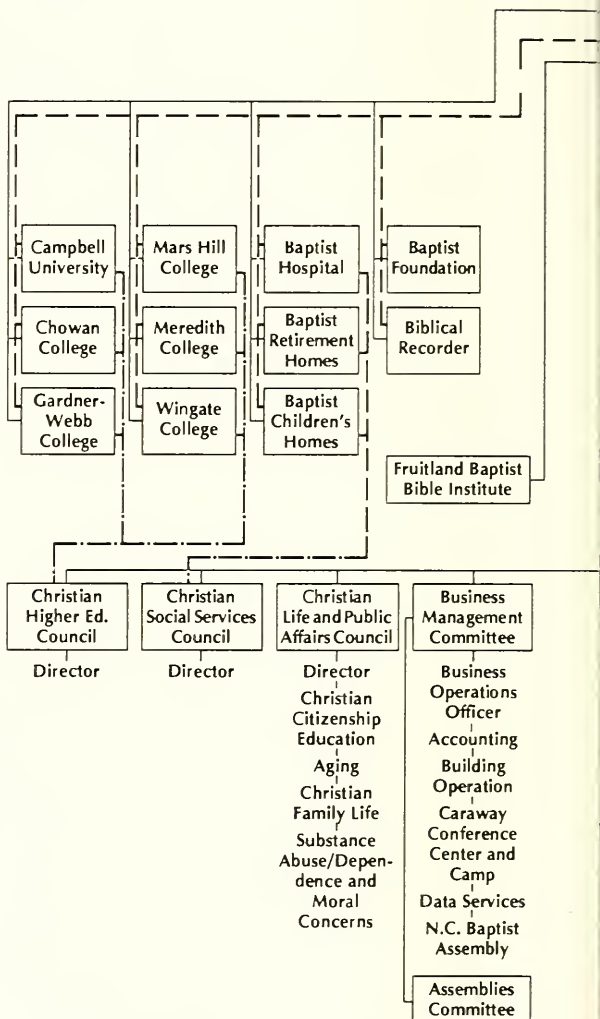 Campbell
University
Chowan
College
Gardner-
Webb
College
Mars Hill
College
Meredith
College
Wingate
College
Baptist
Hospital
Baptist
Retirement
Homes
Baptist
Children's
Homes
Baptist
Foundation
Biblical
Recorder
Fruitland Baptist
Bible Institute
Christian
Higher Ed.
Council
Director
Christian
Social Services
Council
Director
Christian
Life and Public
Affairs Council
Director
Christian
Citizenship
Education
Aging
Christian
Family Life
Substance
Abuse/Depen-
dence and
Moral
Concerns
Business
Management
Committee
Business
Operations
Officer
Accounting
Building
Operation
Caraway
Conference
Center and
Camp
Data Services
N.C. Baptist
Assembly
Assemblies
Committee